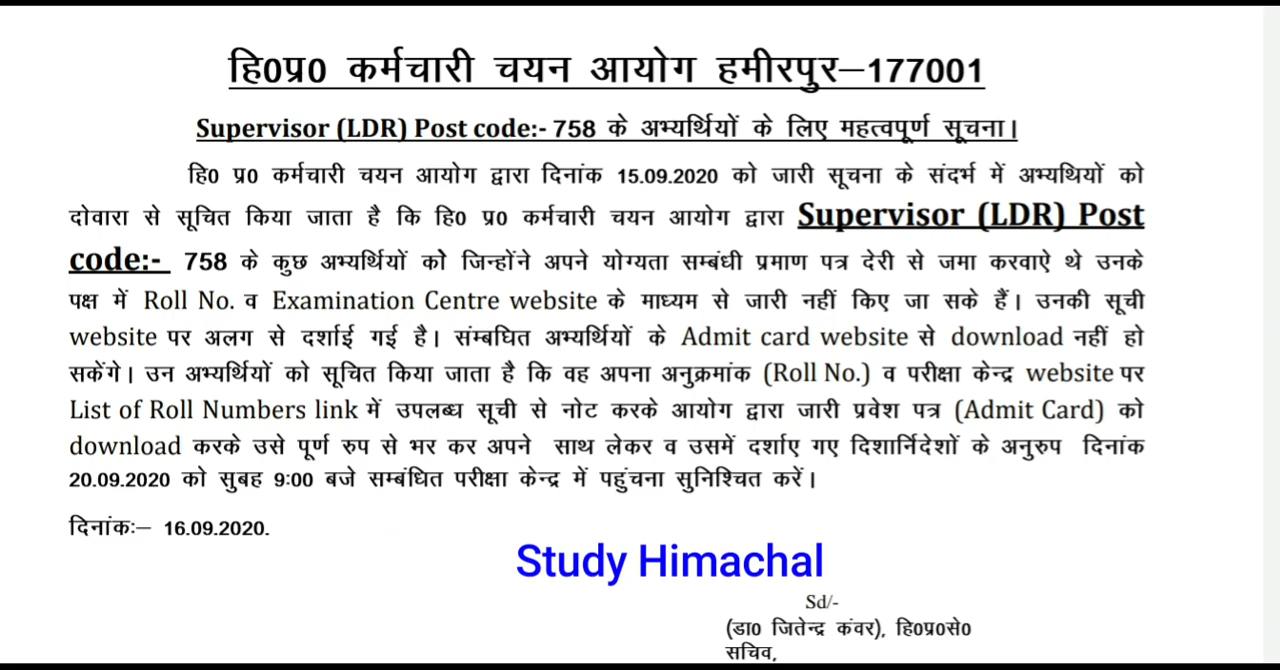 हि0प्र0 कर्मचारी चयन आयोग हमीरपुर–177001
Supervisor (LDR) Post code:- 758 के अभ्यर्थियों के लिए महत्वपूर्ण सूचना।
हि0 प्र0 कर्मचारी चयन आयोग द्वारा दिनांक 15.09.2020 को जारी सूचना के संदर्भ में अभ्यथियों को
दोवारा से सूचित किया जाता है कि हि0 प्र0 कर्मचारी चयन आयोग द्वारा Supervisor (LDR) Post
code:- 758 के कुछ अभ्यर्थियों को जिन्होंने अपने योग्यता सम्बंधी प्रमाण पत्र देरी से जमा करवाऐ थे उनके
पक्ष में Roll No. व Examination Centre website के माध्यम से जारी नहीं किए जा सके हैं। उनकी सूची
website पर अलग से दर्शाई गई है। संम्बघित अभ्यर्थियों के Admit card website से download नहीं हो
सकेंगे। उन अभ्यर्थियों को सूचित किया जाता है कि वह अपना अनुक्रमांक (Roll No.) व परीक्षा केन्द्र website पर
List of Roll Numbers link में उपलब्ध सूची से नोट करके आयोग द्वारा जारी प्रवेश पत्र (Admit Card) को
download करके उसे पूर्ण रुप से भर कर अपने साथ लेकर व उसमें दर्शाए गए दिशार्निदेशों के अनुरुप दिनांक
20.09.2020 को सुबह 9:00 बजे सम्बंधित परीक्षा केन्द्र में पहुंचना सुनिश्चित करें।
दिनांकः– 16.09.2020.
Study Himachal
Sd/-
(डा0 जितेन्द्र कंवर), हि0प्र0से0
सचिव,